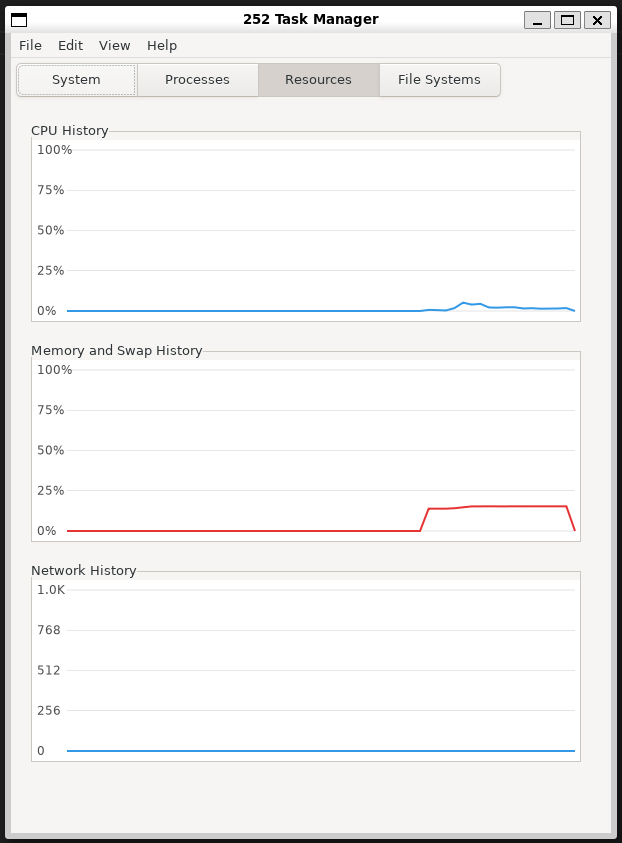 252 Task Manager
File Edit View Help
System Processes Resources File Systems
CPU History
100%
75%
50%
25%
0%
Memory and Swap History
100%
75%
50%
25%
0%
Network History
1.0K
768
512
256
0